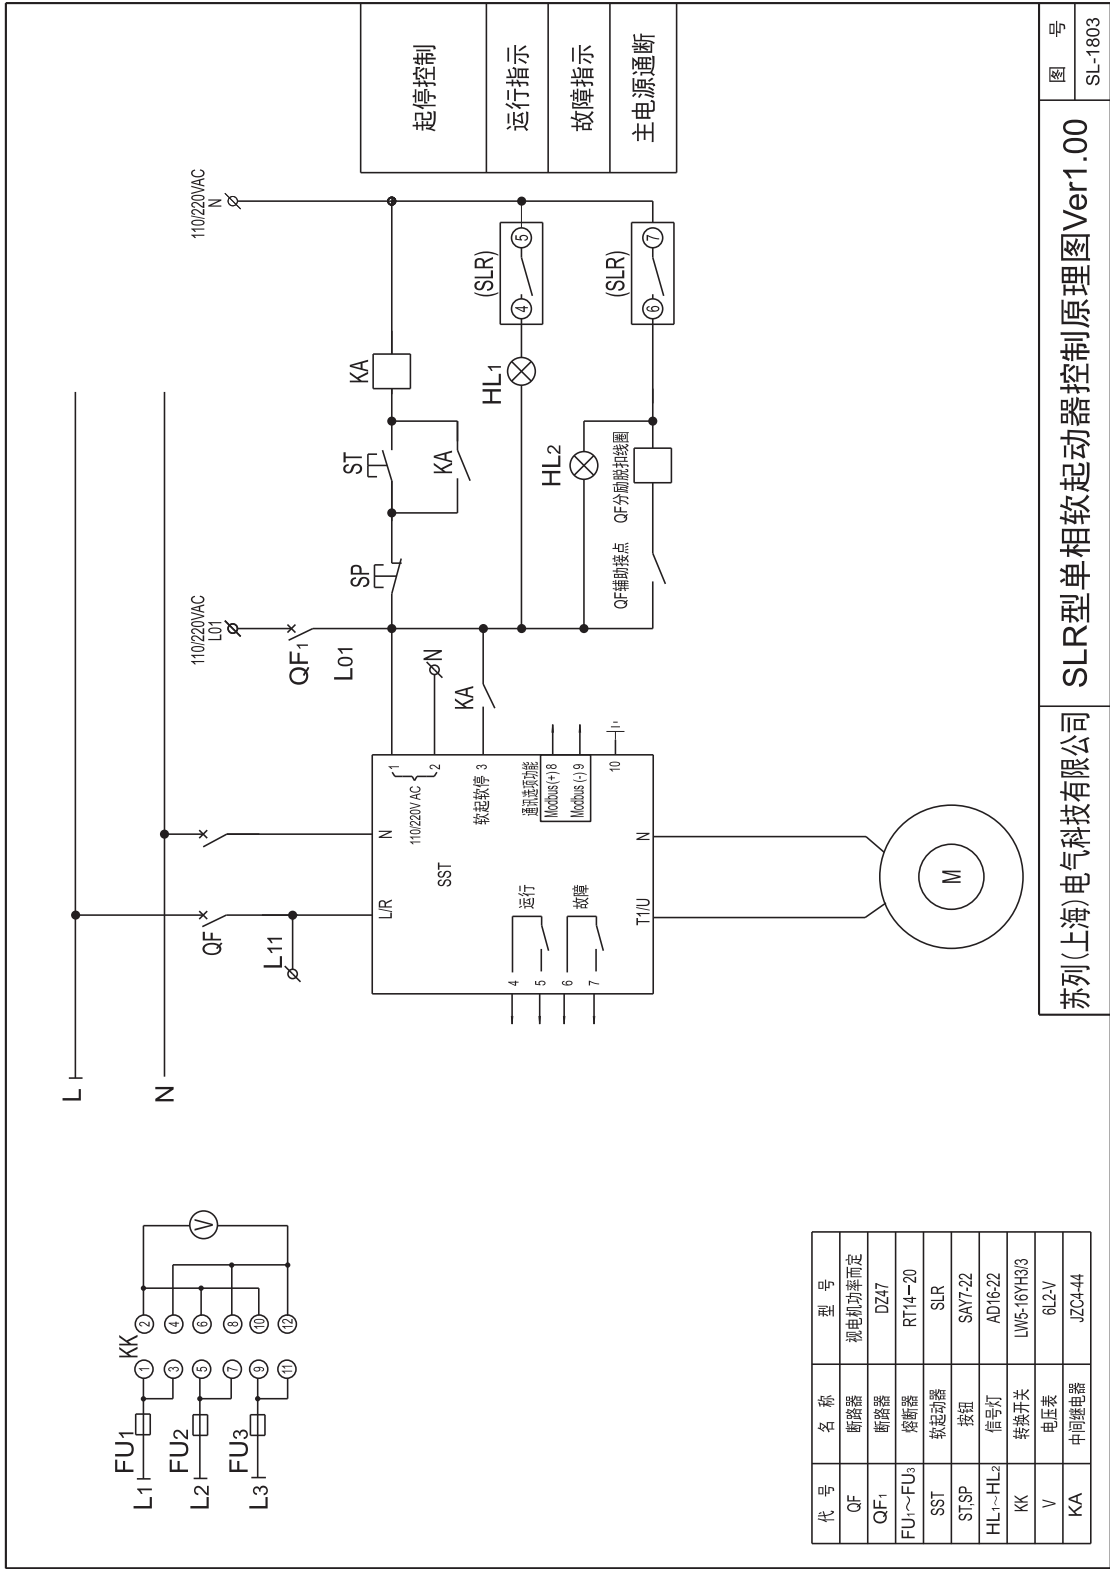 L1
L2
L3
FU1
FU2
FU3
KK
1
3
5
7
9
11
2
4
6
8
10
12
V
L
N
QF
L11
110/220VAC
L01
QF1
L01
110/220VAC
N
SP
ST
KA
KA
N
KA
HL1
HL2
(SLR)
4
5
(SLR)
6
7
QF辅助接点
QF分励脱扣线圈
起停控制
运行指示
故障指示
主电源通断
L/R
N
SST
1
2
110/220V AC
3
软起软停
通讯选项功能
Modbus(+) 8
Modbus (-) 9
10
运行
故障
4
5
6
7
T1/U
N
M
代 号 名 称 型 号
QF 断路器 视电机功率而定
QF1 断路器 DZ47
FU1～FU3 熔断器 RT14－20
SST 软起动器 SLR
ST,SP 按钮 SAY7-22
HL1～HL2 信号灯 AD16-22
KK 转换开关 LW5-16YH3/3
V 电压表 6L2-V
KA 中间继电器 JZC4-44
苏列(上海)电气科技有限公司
SLR型单相软起动器控制原理图Ver1.00
图 号
SL-1803